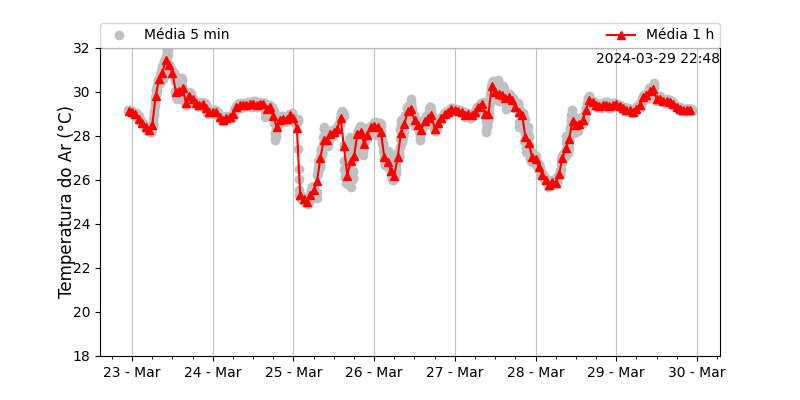 Média 5 min
Média 1 h
2024-03-29 22:48
Temperatura do Ar (°C)
32
30
28
26
24
22
20
18
23 - Mar
24 - Mar
25 - Mar
26 - Mar
27 - Mar
28 - Mar
29 - Mar
30 - Mar